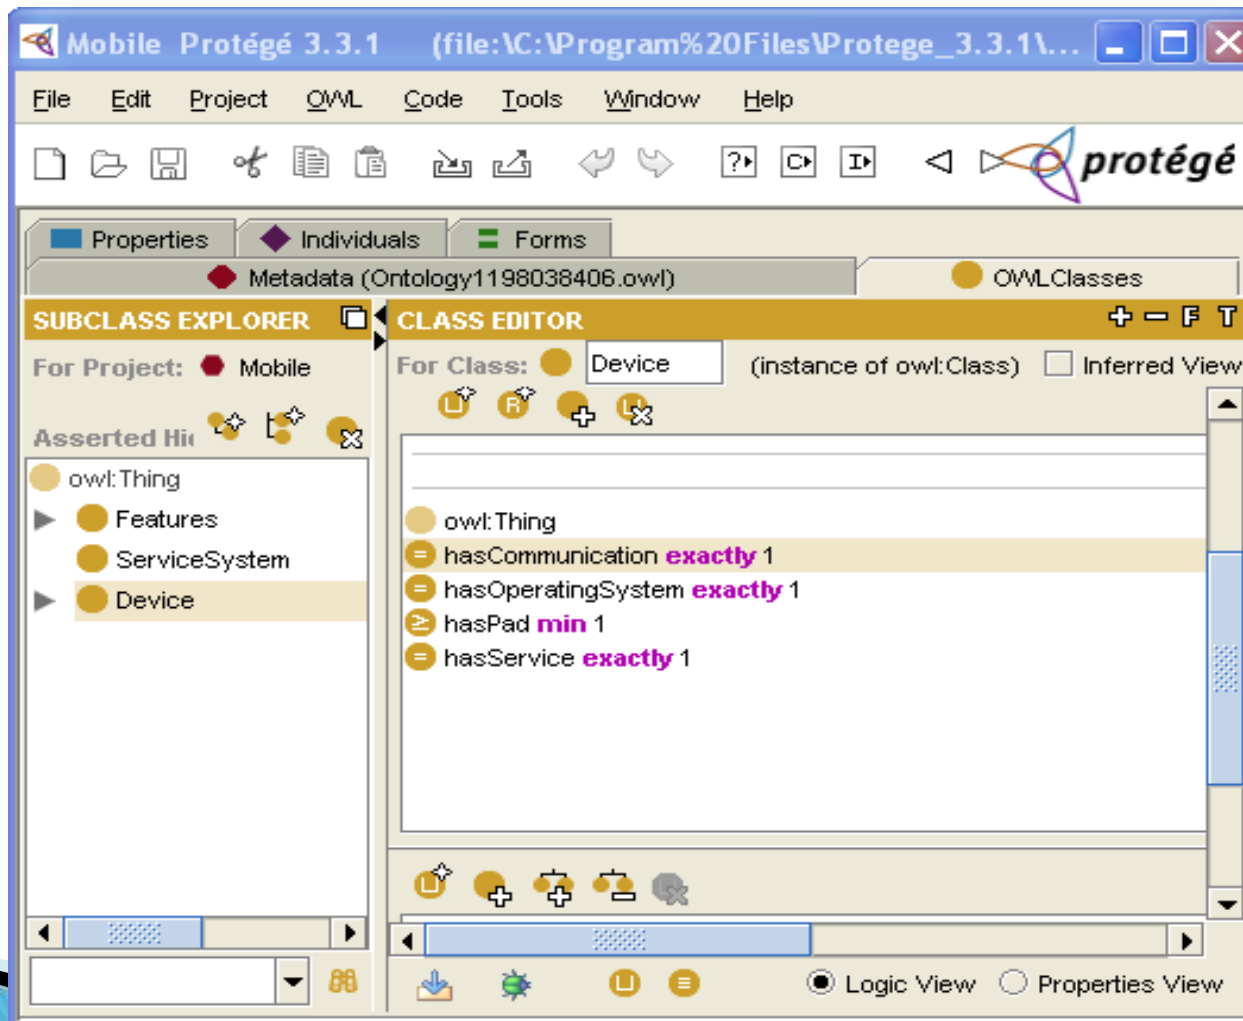 Mobile Protégé 3.3.1 (file:\C:\Program%20Files\Protege_3.3.1\...
File Edit Project OWL Code Tools Window Help
protégé
Properties Individuals Forms
Metadata (Ontology1198038406.owl) OWLClasses
SUBCLASS EXPLORER CLASS EDITOR F T
For Project: Mobile For Class: Device (instance of owl:Class) Inferred View
Asserted Hi
owl:Thing
Features
ServiceSystem
Device
owl:Thing
hasCommunication exactly 1
hasOperatingSystem exactly 1
hasPad min 1
hasService exactly 1
Logic View Properties View